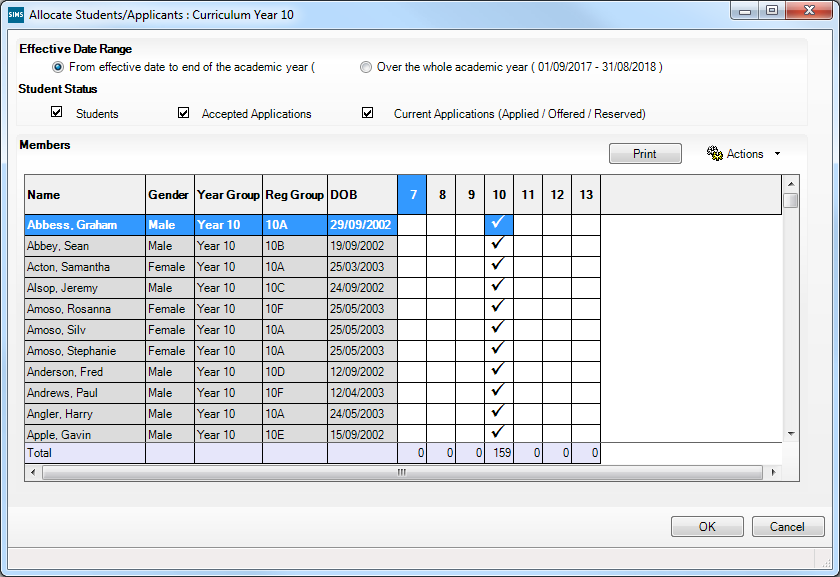 SIMS Allocate Students/Applicants : Curriculum Year 10
Effective Date Range
From effective date to end of the academic year ( Over the whole academic year ( 01/09/2017 - 31/08/2018 )
Student Status
Students Accepted Applications Current Applications (Applied / Offered / Reserved)
Members
Print Actions
Name Gender Year Group Reg Group DOB 7 8 9 10 11 12 13
Abbess, Graham Male Year 10 10A 29/09/2002
Abbey, Sean Male Year 10 10B 19/09/2002
Acton, Samantha Female Year 10 10A 25/03/2003
Alsop, Jeremy Male Year 10 10C 24/09/2002
Amoso, Rosanna Female Year 10 10F 25/05/2003
Amoso, Silv Female Year 10 10A 25/05/2003
Amoso, Stephanie Female Year 10 10A 25/05/2003
Anderson, Fred Male Year 10 10D 12/09/2002
Andrews, Paul Male Year 10 10F 12/04/2003
Angler, Harry Male Year 10 10A 24/05/2003
Apple, Gavin Male Year 10 10E 15/09/2002
Total 0 0 0 159 0 0 0
OK Cancel